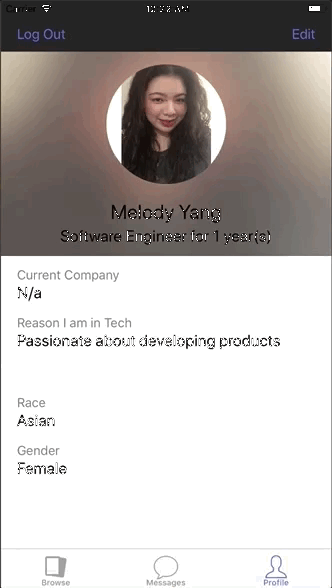 Carrier
Log Out
Edit
Melody Yang
Software Engineer for 1 year(s)
Current Company
N/a
Reason I am in Tech
Passionate about developing products
Race
Asian
Gender
Female
Browse
Messages
Profile